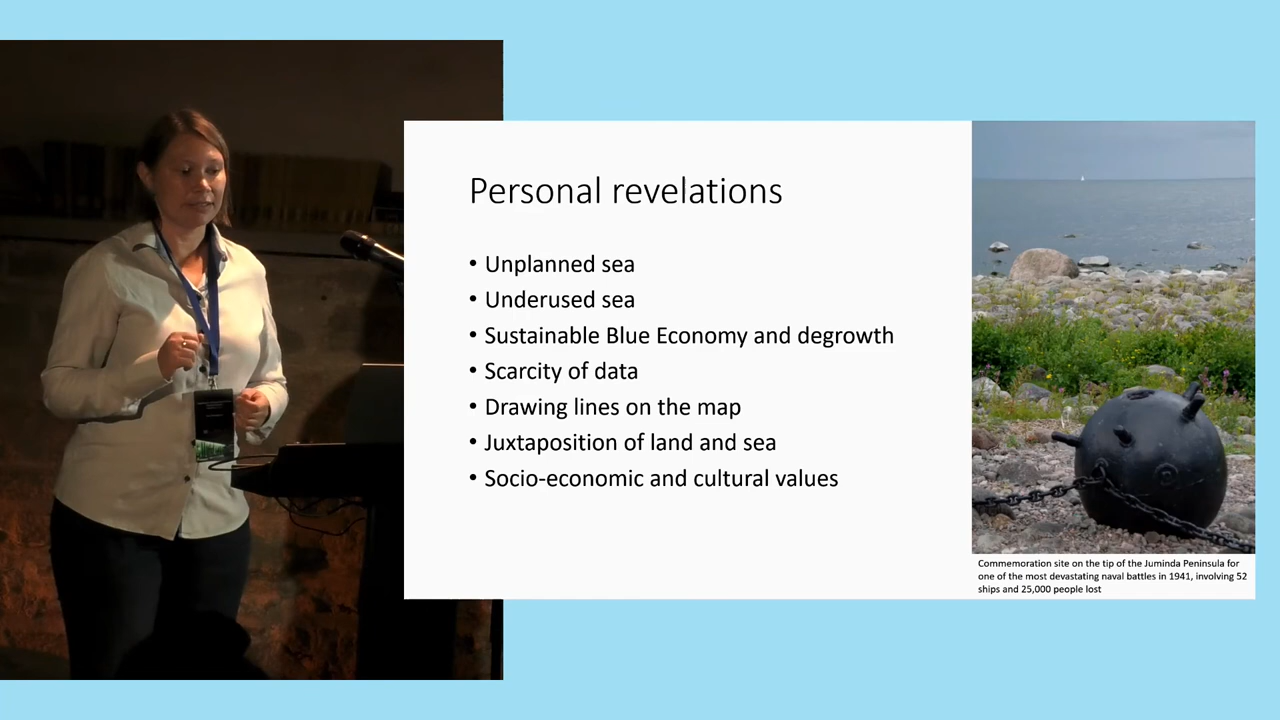 Personal revelations
• Unplanned sea
• Underused sea
• Sustainable Blue Economy and degrowth
• Scarcity of data
• Drawing lines on the map
• Juxtaposition of land and sea
• Socio-economic and cultural values
Commemoration site on the tip of the Juminda Peninsula for
one of the most devastating naval battles in 1941, involving 52
ships and 25,000 people lost